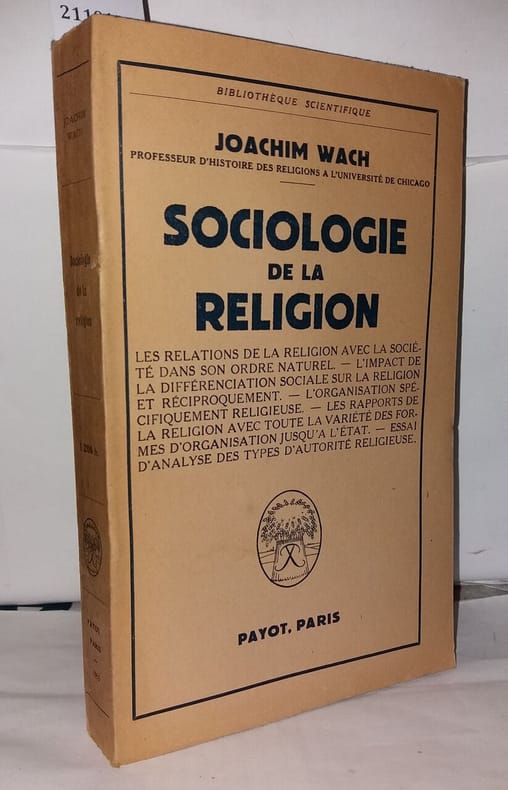 BIBLIOTHÈQUE SCIENTIFIQUE
JOACHIM WACH
PROFESSEUR D'HISTOIRE DES RELIGIONS A L'UNIVERSITÉ DE CHICAGO
SOCIOLOGIE
DE LA
RELIGION
LES RELATIONS DE LA RELIGION AVEC LA SOCIÉ-
TÉ DANS SON ORDRE NATUREL. — L'IMPACT DE
LA DIFFÉRENCIATION SOCIALE SUR LA RELIGION
ET RÉCIPROQUEMENT. — L'ORGANISATION SPÉ-
CIFIQUEMENT RELIGIEUSE. — LES RAPPORTS DE
LA RELIGION AVEC TOUTE LA VARIÉTÉ DES FOR-
MES D'ORGANISATION JUSQU'A L'ÉTAT. — ESSAI
D'ANALYSE DES TYPES D'AUTORITÉ RELIGIEUSE.
PAYOT, PARIS
JOACHIM
WACH
Sociologie
de la
religion
PAYOT
PARIS